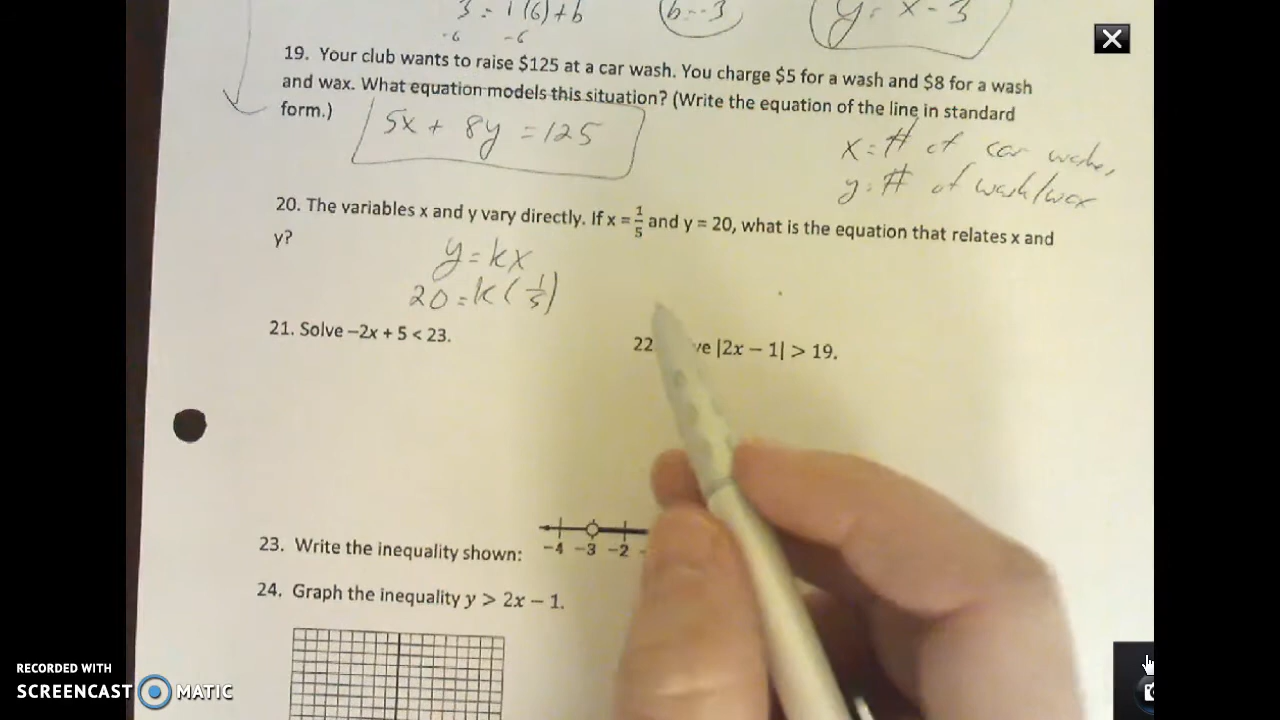 3 = 1(6)+b
b=-3
y = x - 3
-6 -6
19. Your club wants to raise $125 at a car wash. You charge $5 for a wash and $8 for a wash
and wax. What equation models this situation? (Write the equation of the line in standard
form.)
5x + 8y = 125
x = # of car washes,
y = # of wash/wax
20. The variables x and y vary directly. If x = 1/5 and y = 20, what is the equation that relates x and
y?
y = kx
20 = k(1/5)
21. Solve −2x + 5 < 23.
22 ve |2x − 1| > 19.
23. Write the inequality shown:
−4 −3 −2 -
24. Graph the inequality y > 2x − 1.
RECORDED WITH
SCREENCAST MATIC